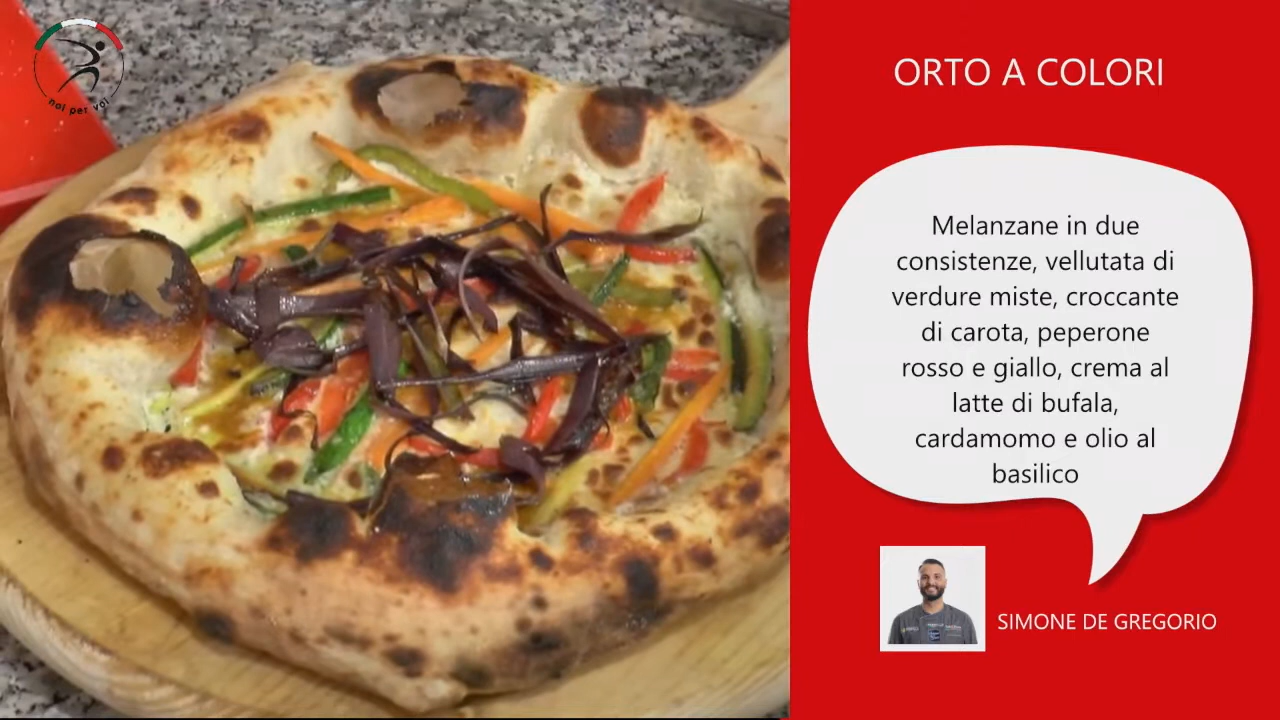 noi per voi
ORTO A COLORI
Melanzane in due
consistenze, vellutata di
verdure miste, croccante
di carota, peperone
rosso e giallo, crema al
latte di bufala,
cardamomo e olio al
basilico
SIMONE DE GREGORIO